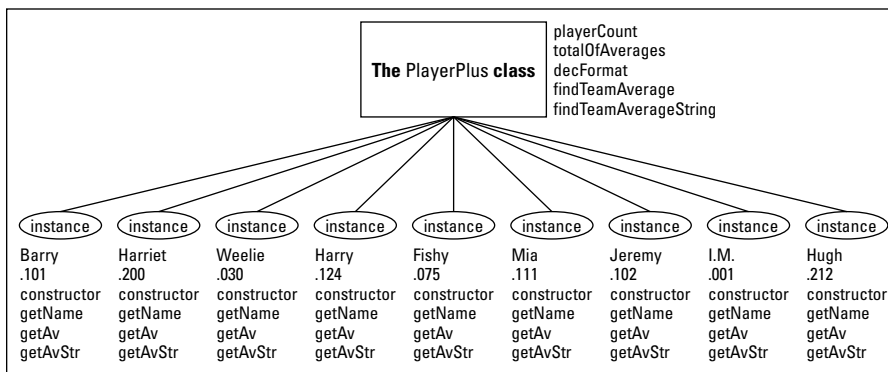 The PlayerPlus class
playerCount
totalOfAverages
decFormat
findTeamAverage
findTeamAverageString
instance instance instance instance instance instance instance instance instance
Barry Harriet Weelie Harry Fishy Mia Jeremy I.M. Hugh
.101 .200 .030 .124 .075 .111 .102 .001 .212
constructor constructor constructor constructor constructor constructor constructor constructor constructor
getName getName getName getName getName getName getName getName getName
getAv getAv getAv getAv getAv getAv getAv getAv getAv
getAvStr getAvStr getAvStr getAvStr getAvStr getAvStr getAvStr getAvStr getAvStr